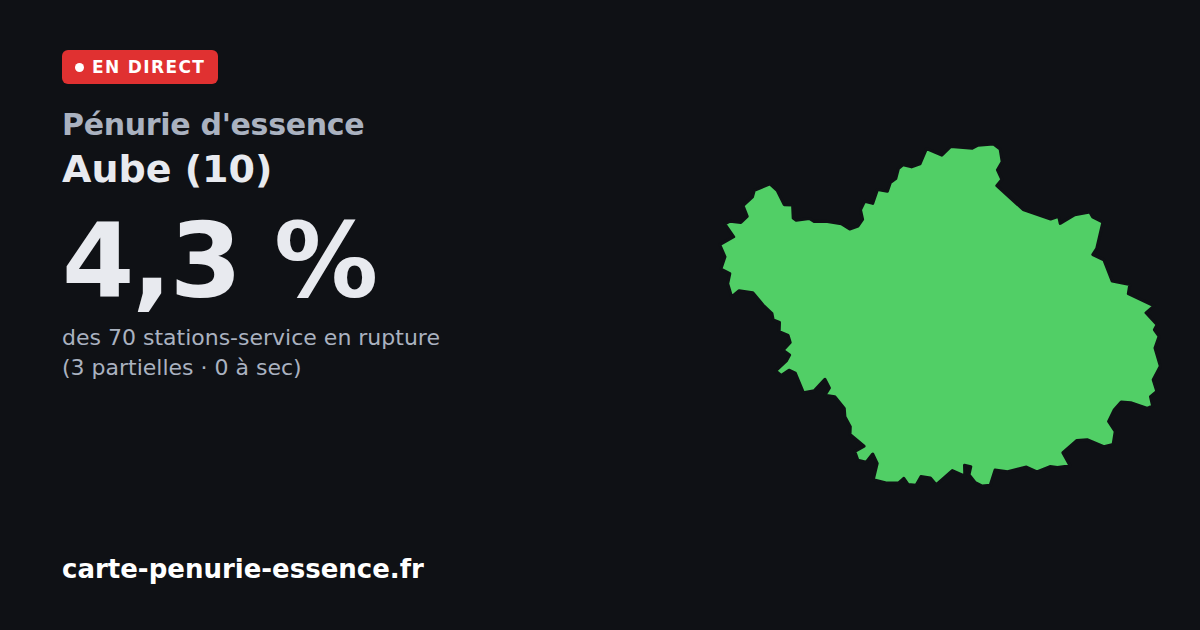 EN DIRECT
Pénurie d'essence
Aube (10)
4,3 %
des 70 stations-service en rupture
(3 partielles · 0 à sec)
carte-penurie-essence.fr